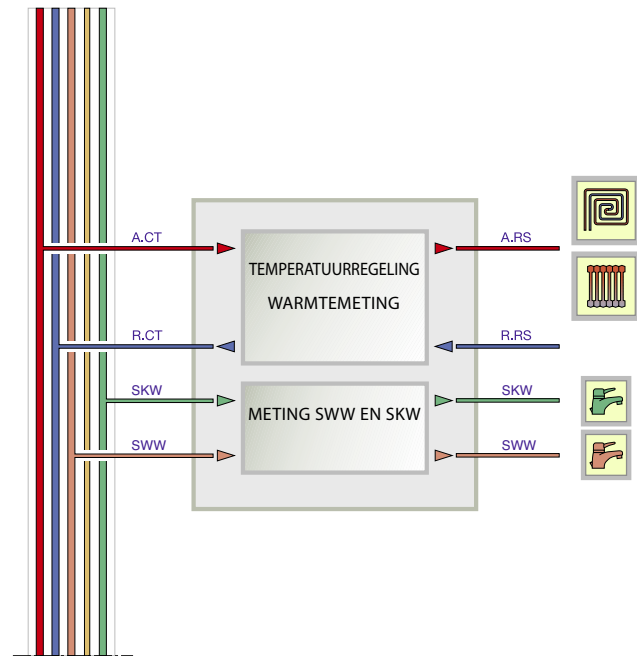 A.CT
A.RS
TEMPERATUURREGELING
WARMTEMETING
R.CT
R.RS
SKW
SKW
METING SWW EN SKW
SWW
SWW